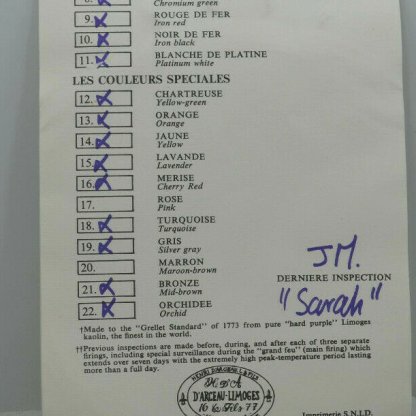 8. Chromium green
9. X ROUGE DE FER
Iron red
10. X NOIR DE FER
Iron black
11. X BLANCHE DE PLATINE
Platinum white
LES COULEURS SPECIALES
12. X CHARTREUSE
Yellow-green
13. X ORANGE
Orange
14. X JAUNE
Yellow
15. X LAVANDE
Lavender
16. X MERISE
Cherry Red
17. ROSE
Pink
18. X TURQUOISE
Turquoise
19. X GRIS
Silver gray
20. MARRON
Maroon-brown
21. X BRONZE
Mid-brown
22. X ORCHIDEE
Orchid
JM.
DERNIERE INSPECTION
"Sarah"
†Made to the "Grellet Standard" of 1773 from pure "hard purple" Limoges
kaolin, the finest in the world.
††Previous inspections are made before, during, and after each of three separate
firings, including special surveillance during the "grand feu" (main firing) which
extends over seven days with the extremely high peak-temperature period lasting
more than a full day.
HENRI D'ARCEAU & FILS
H.D'A
D'ARCEAU-LIMOGES
Imprimerie S.N.I.D.